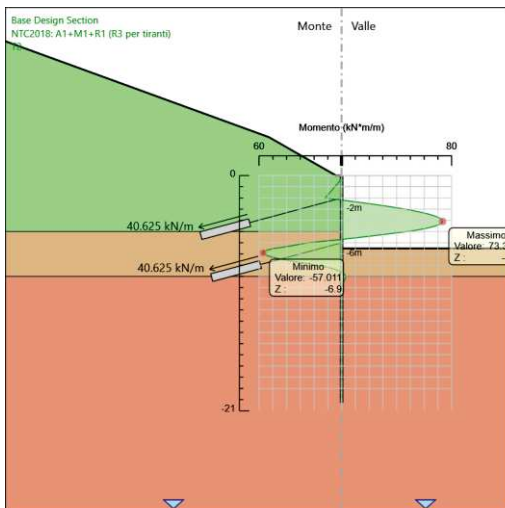 Base Design Section
NTC2018: A1+M1+R1 (R3 per tiranti)
Monte
Valle
Momento (kN*m/m)
60
80
0
-2m
40.625 kN/m
Massimo
Valore: 73.3
Z :
-6m
40.625 kN/m
Minimo
Valore: -57.011
Z : -6.9
-21